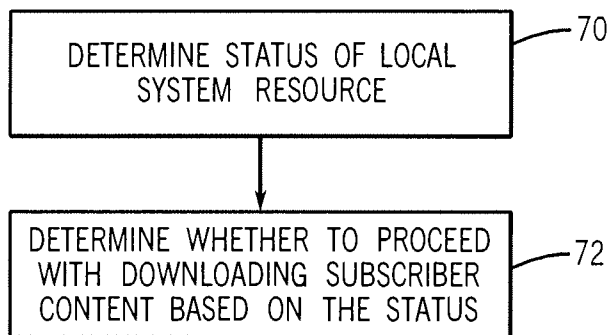 DETERMINE STATUS OF LOCAL
SYSTEM RESOURCE
70
DETERMINE WHETHER TO PROCEED
WITH DOWNLOADING SUBSCRIBER
CONTENT BASED ON THE STATUS
72